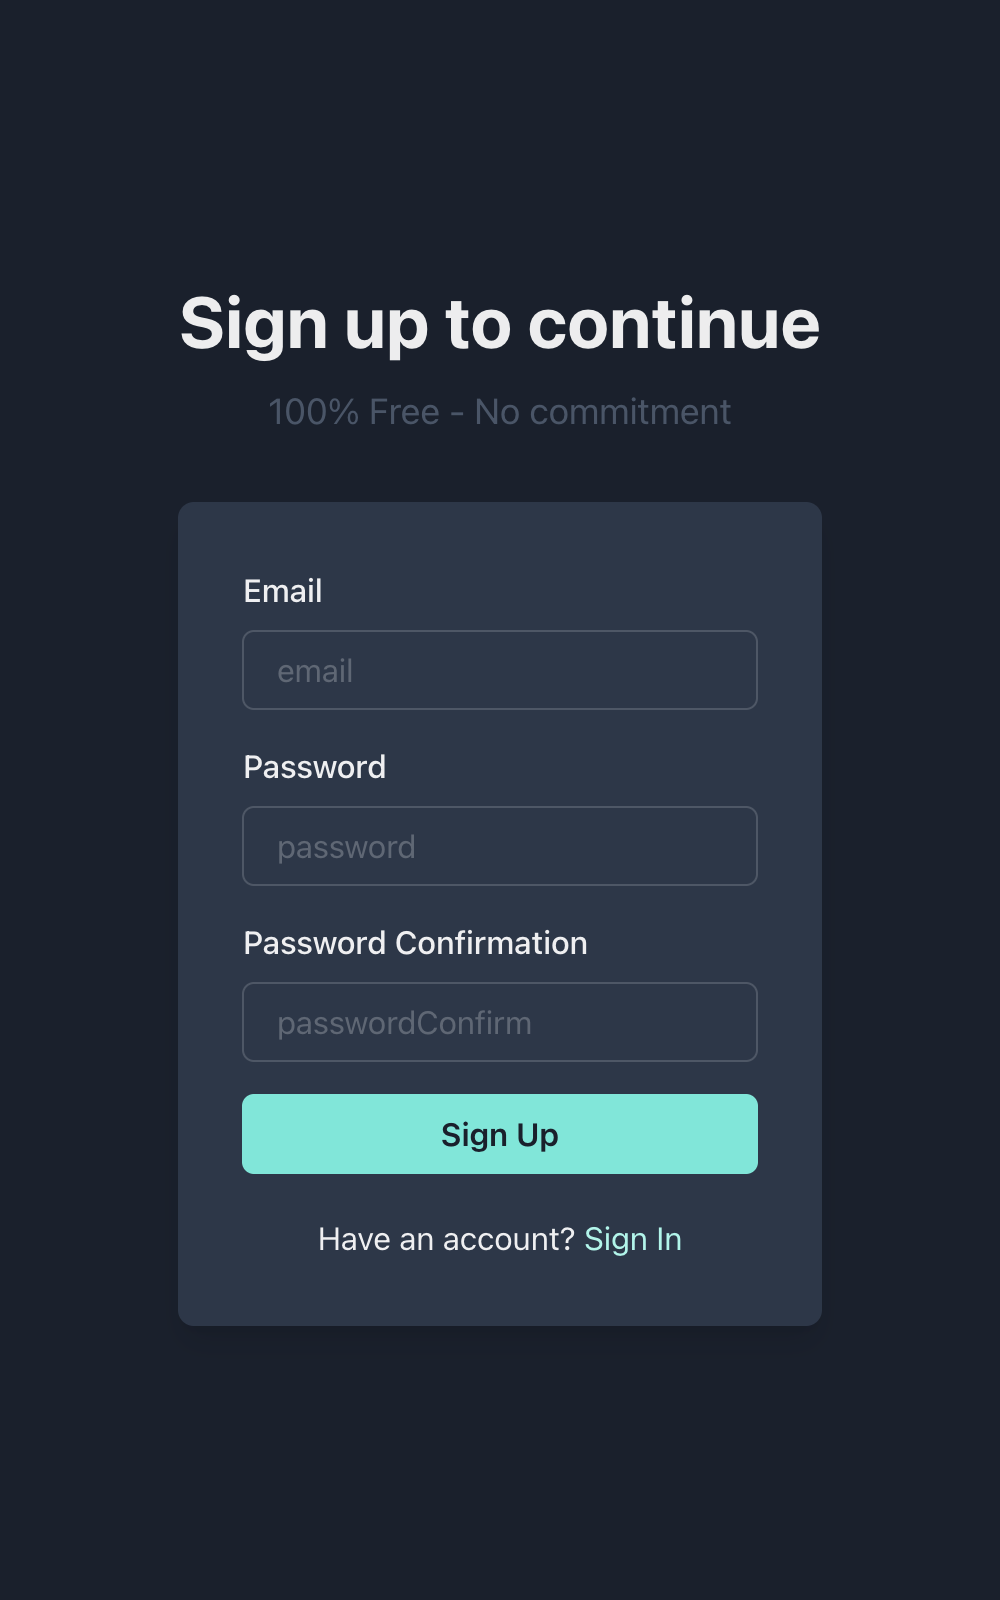 Sign up to continue
100% Free - No commitment
Email
email
Password
password
Password Confirmation
passwordConfirm
Sign Up
Have an account? Sign In